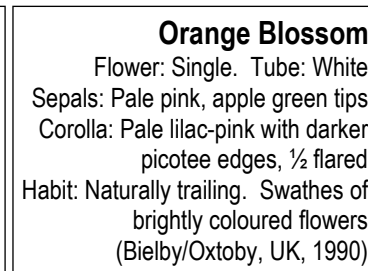 Orange Blossom
Flower: Single.  Tube: White
Sepals: Pale pink, apple green tips
Corolla: Pale lilac-pink with darker
picotee edges, ½ flared
Habit: Naturally trailing.  Swathes of
brightly coloured flowers
(Bielby/Oxtoby, UK, 1990)